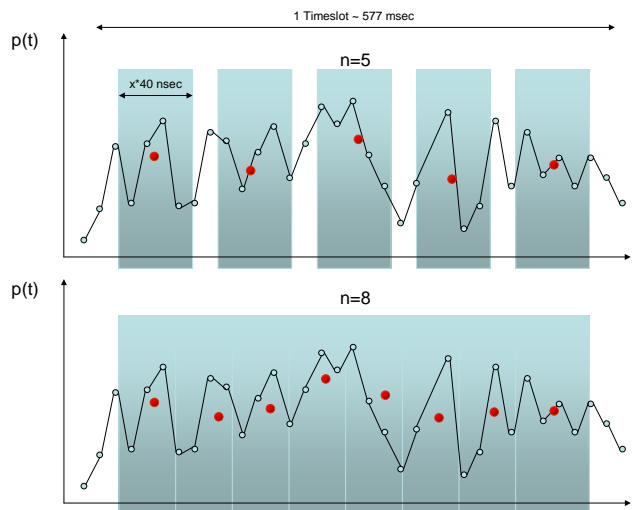 1 Timeslot ~ 577 msec
p(t)
n=5
x*40 nsec
p(t)
n=8